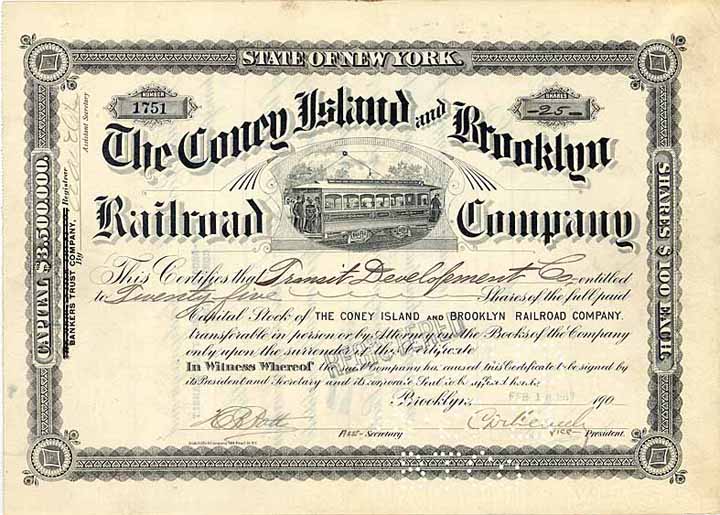 STATE OF NEW YORK.
NUMBER
1751
SHARES
25
The Coney Island and Brooklyn
Railroad Company
This Certifies that Transit Development Co. entitled
to Twenty five Shares of the full paid
Capital Stock of THE CONEY ISLAND AND BROOKLYN RAILROAD COMPANY.
transferable in person or by Attorney on the Books of the Company
only upon the surrender of this Certificate
REGISTERED
In Witness Whereof the said Company has caused this Certificate to be signed by
its President and Secretary and its corporate Seal to be affixed hereto
Brooklyn, FEB 190
Secretary
VICE- President.
CAPITAL $3,500,000.
BANKERS TRUST COMPANY,
Registrar
By
Assistant Secretary
SHARES $100 EACH.